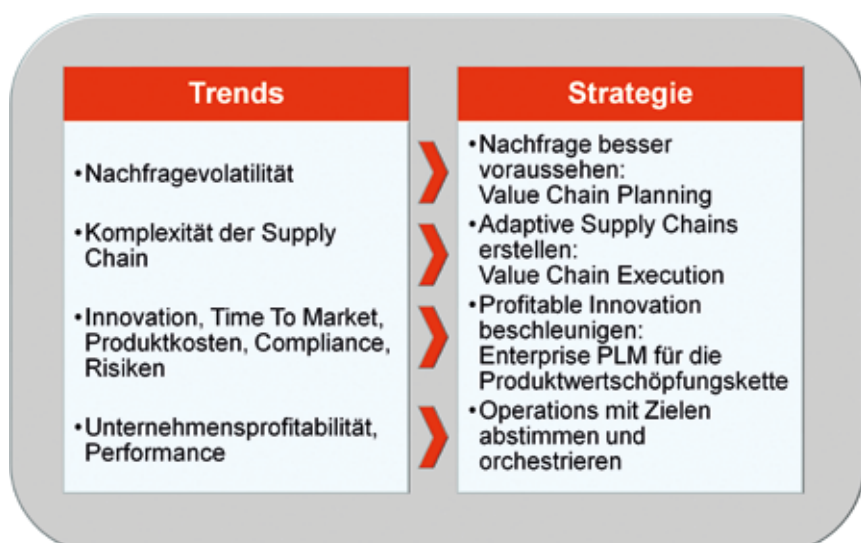 Trends
•Nachfragevolatilität
•Komplexität der Supply
Chain
•Innovation, Time To Market,
Produktkosten, Compliance,
Risiken
•Unternehmensprofitabilität,
Performance
Strategie
•Nachfrage besser
voraussehen:
Value Chain Planning
•Adaptive Supply Chains
erstellen:
Value Chain Execution
•Profitable Innovation
beschleunigen:
Enterprise PLM für die
Produktwertschöpfungskette
•Operations mit Zielen
abstimmen und
orchestrieren